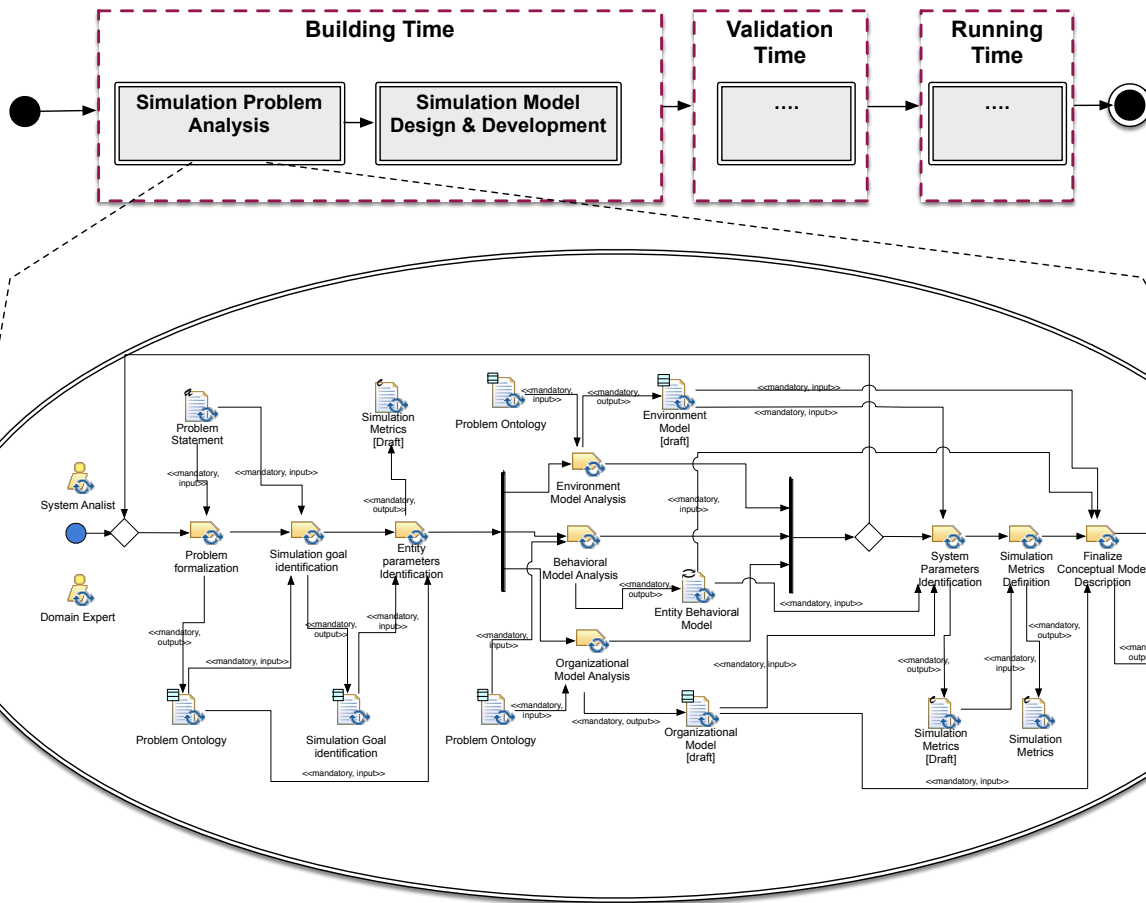 Building Time
Validation
Time
Running
Time
Simulation Problem
Analysis
Simulation Model
Design & Development
....
....
a
Problem
Statement
c
Simulation
Metrics
[Draft]
Problem Ontology
<<mandatory,
input>>
<<mandatory,
output>>
Environment
Model
[draft]
<<mandatory, input>>
<<mandatory, input>>
System Analist
<<mandatory,
input>>
<<mandatory, input>>
<<mandatory,
output>>
Environment
Model Analysis
<<mandatory,
input>>
Problem
formalization
Simulation goal
identification
Entity
parameters
Identification
Behavioral
Model Analysis
System
Parameters
Identification
Simulation
Metrics
Definition
Finalize
Conceptual Model
Description
Domain Expert
<<mandatory,
output>>
Entity Behavioral
Model
<<mandatory, input>>
<<mandatory,
output>>
<<mandatory, input>>
<<mandatory,
output>>
<<mandatory,
input>>
Organizational
Model Analysis
<<mandatory, input>>
<<mandatory,
output>>
<<mandatory,
input>>
<<mandatory,
output>>
<<man
outp
Problem Ontology
Simulation Goal
identification
Problem Ontology
<<mandatory,
input>>
<<mandatory, output>>
Organizational
Model
[draft]
c
Simulation
Metrics
[Draft]
c
Simulation
Metrics
<<mandatory, input>>
<<mandatory, input>>